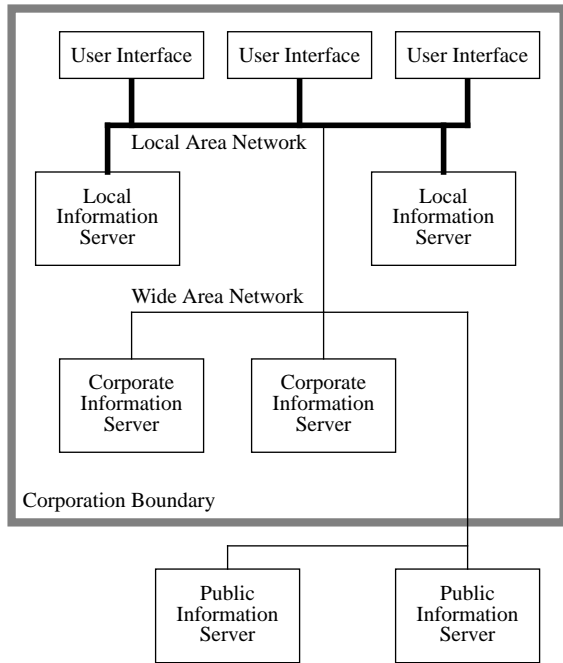 User Interface
User Interface
User Interface
Local Area Network
Local
Information
Server
Local
Information
Server
Wide Area Network
Corporate
Information
Server
Corporate
Information
Server
Corporation Boundary
Public
Information
Server
Public
Information
Server